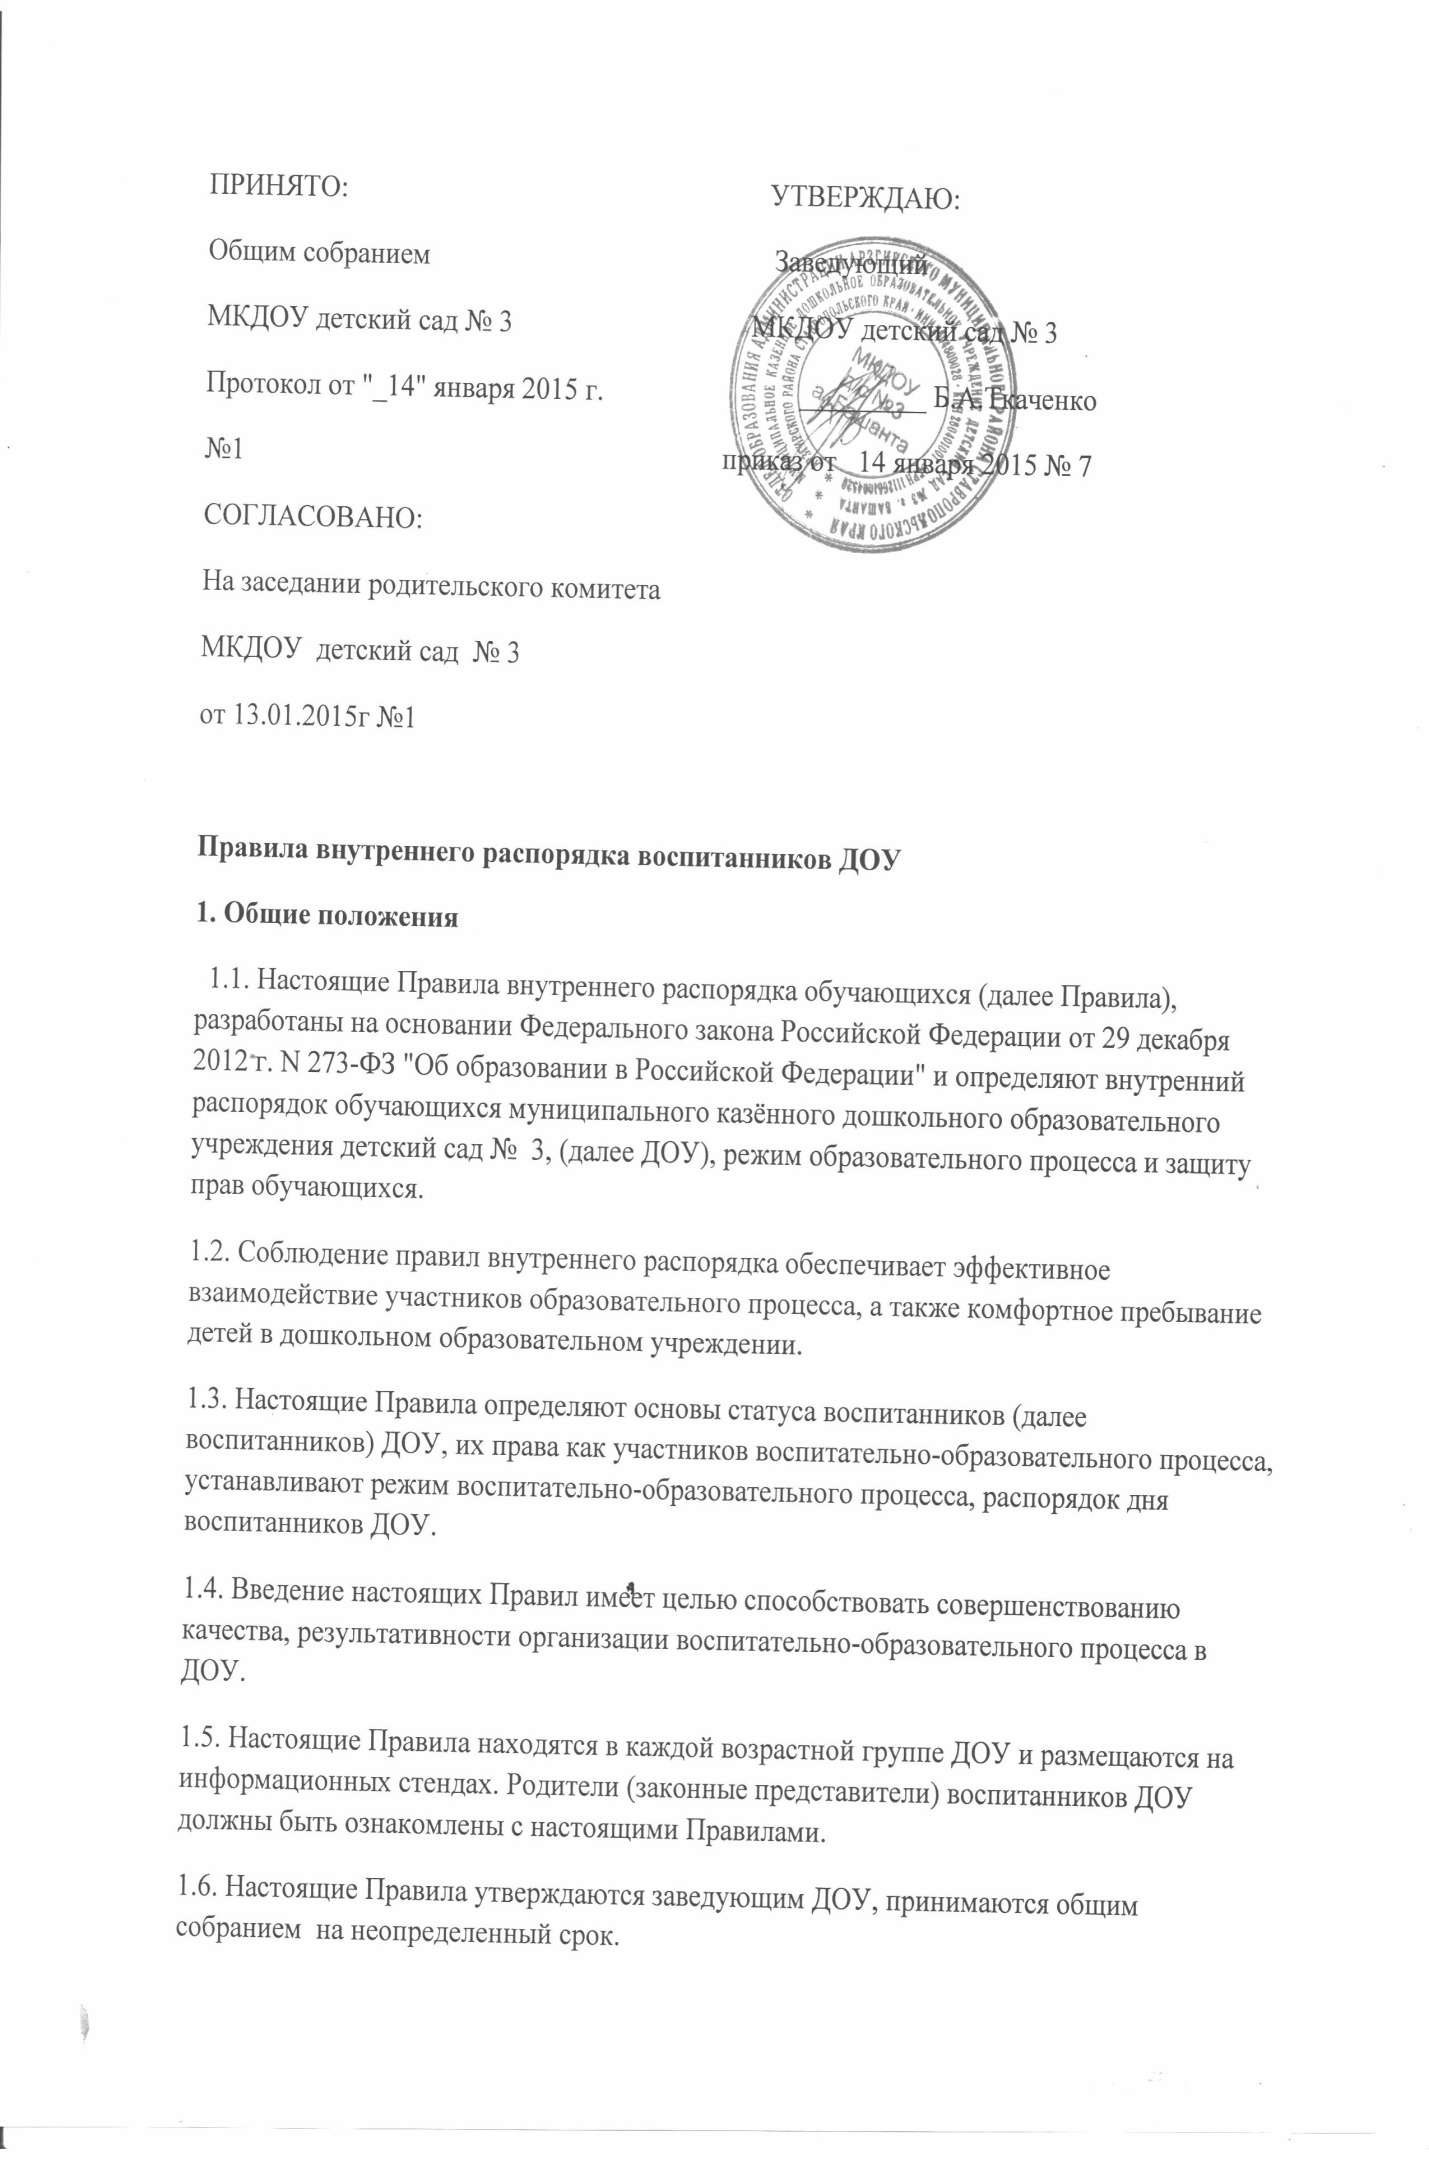 ПРИНЯТО:
Общим собранием
МКДОУ детский сад № 3
Протокол от "_14" января 2015 г.
№1
СОГЛАСОВАНО:
На заседании родительского комитета
МКДОУ  детский сад  № 3
от 13.01.2015г №1
УТВЕРЖДАЮ:
Заведующий
МКДОУ детский сад № 3
_________ Б.А.Ткаченко
приказ от   14 января 2015 № 7
МКДОУ
д/с №3
Правила внутреннего распорядка воспитанников ДОУ
1. Общие положения
1.1. Настоящие Правила внутреннего распорядка обучающихся (далее Правила),
разработаны на основании Федерального закона Российской Федерации от 29 декабря
2012 г. N 273-ФЗ "Об образовании в Российской Федерации" и определяют внутренний
распорядок обучающихся муниципального казённого дошкольного образовательного
учреждения детский сад №  3, (далее ДОУ), режим образовательного процесса и защиту
прав обучающихся.
1.2. Соблюдение правил внутреннего распорядка обеспечивает эффективное
взаимодействие участников образовательного процесса, а также комфортное пребывание
детей в дошкольном образовательном учреждении.
1.3. Настоящие Правила определяют основы статуса воспитанников (далее
воспитанников) ДОУ, их права как участников воспитательно-образовательного процесса,
устанавливают режим воспитательно-образовательного процесса, распорядок дня
воспитанников ДОУ.
1.4. Введение настоящих Правил имеет целью способствовать совершенствованию
качества, результативности организации воспитательно-образовательного процесса в
ДОУ.
1.5. Настоящие Правила находятся в каждой возрастной группе ДОУ и размещаются на
информационных стендах. Родители (законные представители) воспитанников ДОУ
должны быть ознакомлены с настоящими Правилами.
1.6. Настоящие Правила утверждаются заведующим ДОУ, принимаются общим
собранием  на неопределенный срок.